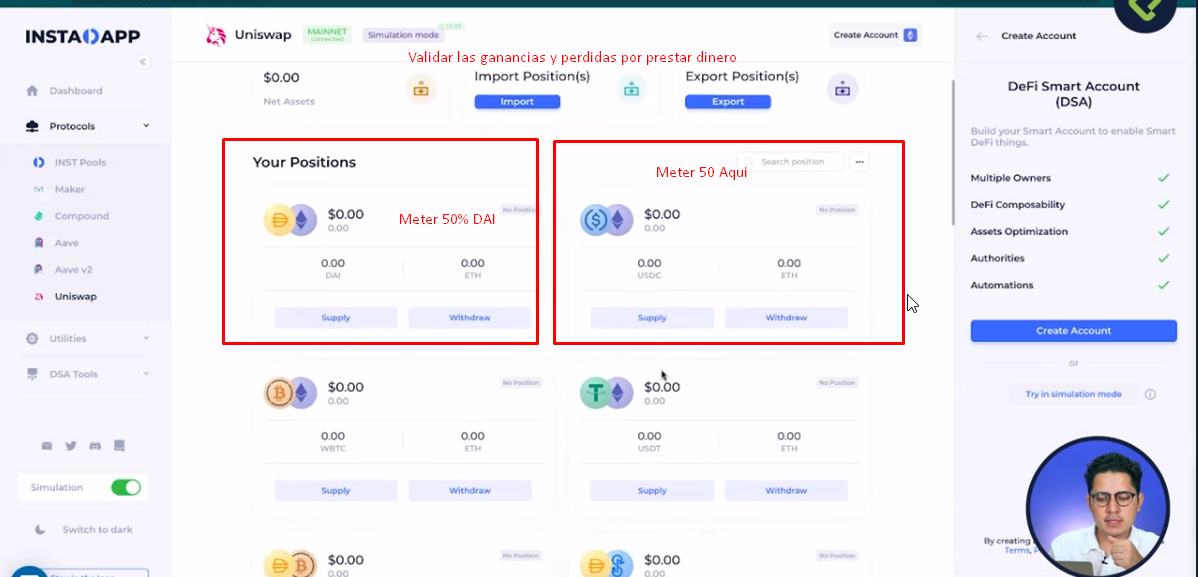 INSTADAPP
Uniswap
MAINNET
connected
Simulation mode
Create Account
Create Account
Validar las ganancias y perdidas por prestar dinero
$0.00
Net Assets
Import Position(s)
Import
Export Position(s)
Export
DeFi Smart Account
(DSA)
Build your Smart Account to enable Smart
DeFi things.
Multiple Owners
DeFi Composability
Assets Optimization
Authorities
Automations
Create Account
or
Try in simulation mode
By creating
Terms,
Dashboard
Protocols
INST Pools
Maker
Compound
Aave
Aave v2
Uniswap
Utilities
DSA Tools
Simulation
Switch to dark
Your Positions
Search position
Meter 50 Aqui
$0.00
0.00
No Position
Meter 50% DAI
0.00
DAI
0.00
ETH
Supply
Withdraw
$0.00
0.00
No Position
0.00
USDC
0.00
ETH
Supply
Withdraw
$0.00
0.00
No Position
0.00
WBTC
0.00
ETH
Supply
Withdraw
$0.00
0.00
No Position
0.00
USDT
0.00
ETH
Supply
Withdraw
$0.00
0.00
No Position
$0.00
0.00
No Position